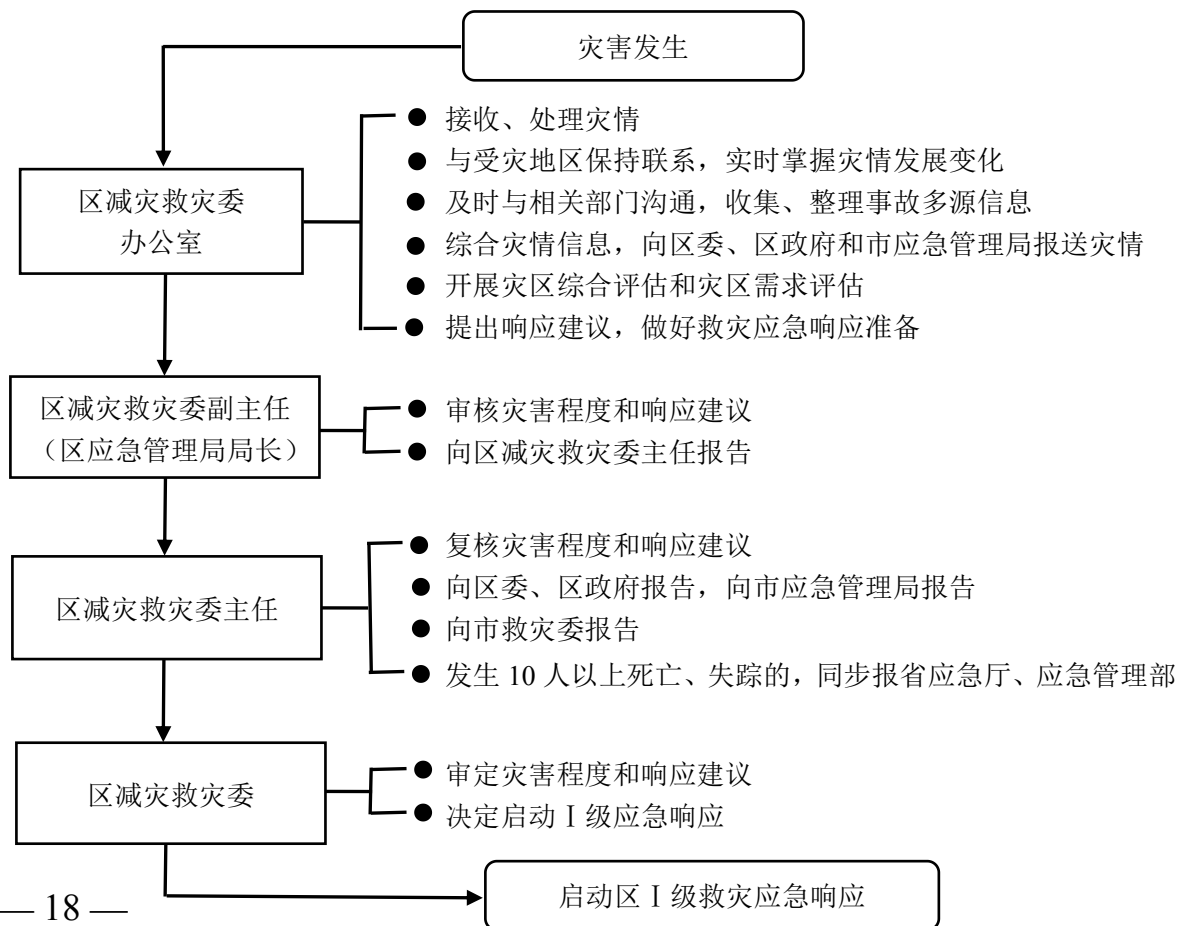 灾害发生
区减灾救灾委
办公室
● 接收、处理灾情
● 与受灾地区保持联系，实时掌握灾情发展变化
● 及时与相关部门沟通，收集、整理事故多源信息
● 综合灾情信息，向区委、区政府和市应急管理局报送灾情
● 开展灾区综合评估和灾区需求评估
● 提出响应建议，做好救灾应急响应准备
区减灾救灾委副主任
（区应急管理局局长）
● 审核灾害程度和响应建议
● 向区减灾救灾委主任报告
区减灾救灾委主任
● 复核灾害程度和响应建议
● 向区委、区政府报告，向市应急管理局报告
● 向市救灾委报告
● 发生 10 人以上死亡、失踪的，同步报省应急厅、应急管理部
区减灾救灾委
● 审定灾害程度和响应建议
● 决定启动Ⅰ级应急响应
启动区Ⅰ级救灾应急响应
— 18 —